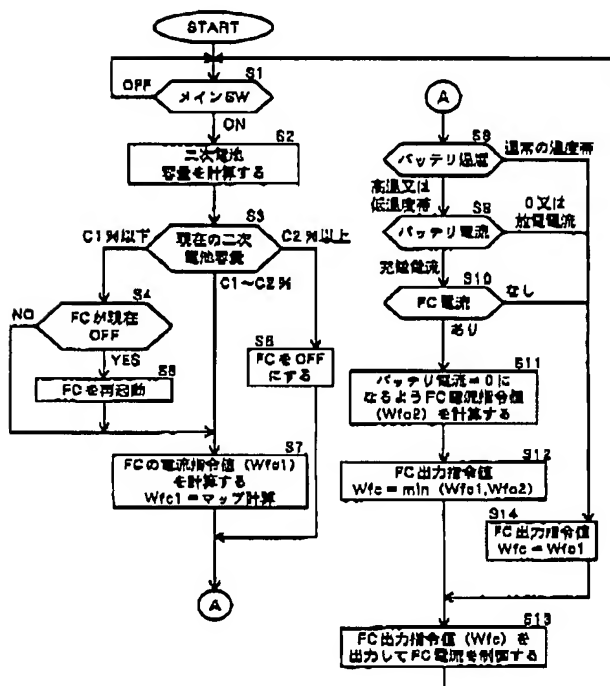 START
OFF
S1
メインSW
ON
S2
二次電池
容量を計算する
S3
C1%以下
現在の二次
電池容量
C2%以上
C1～C2%
NO
S4
FCが現在
OFF
YES
S5
FCを再起動
S6
FCをOFF
にする
S7
FCの電流指令値（Wfc1）
を計算する
Wfc1＝マップ計算
A
A
S8
バッテリ温度
通常の温度帯
高温又は
低温度帯
S9
バッテリ電流
0又は
放電電流
充電電流
S10
FC電流
なし
あり
S11
バッテリ電流＝0に
なるようFC電流指令値
（Wfc2）を計算する
S12
FC出力指令値
Wfc＝min（Wfc1,Wfc2）
S14
FC出力指令値
Wfc＝Wfc1
S13
FC出力指令値（Wfc）を
出力してFC電流を制御する